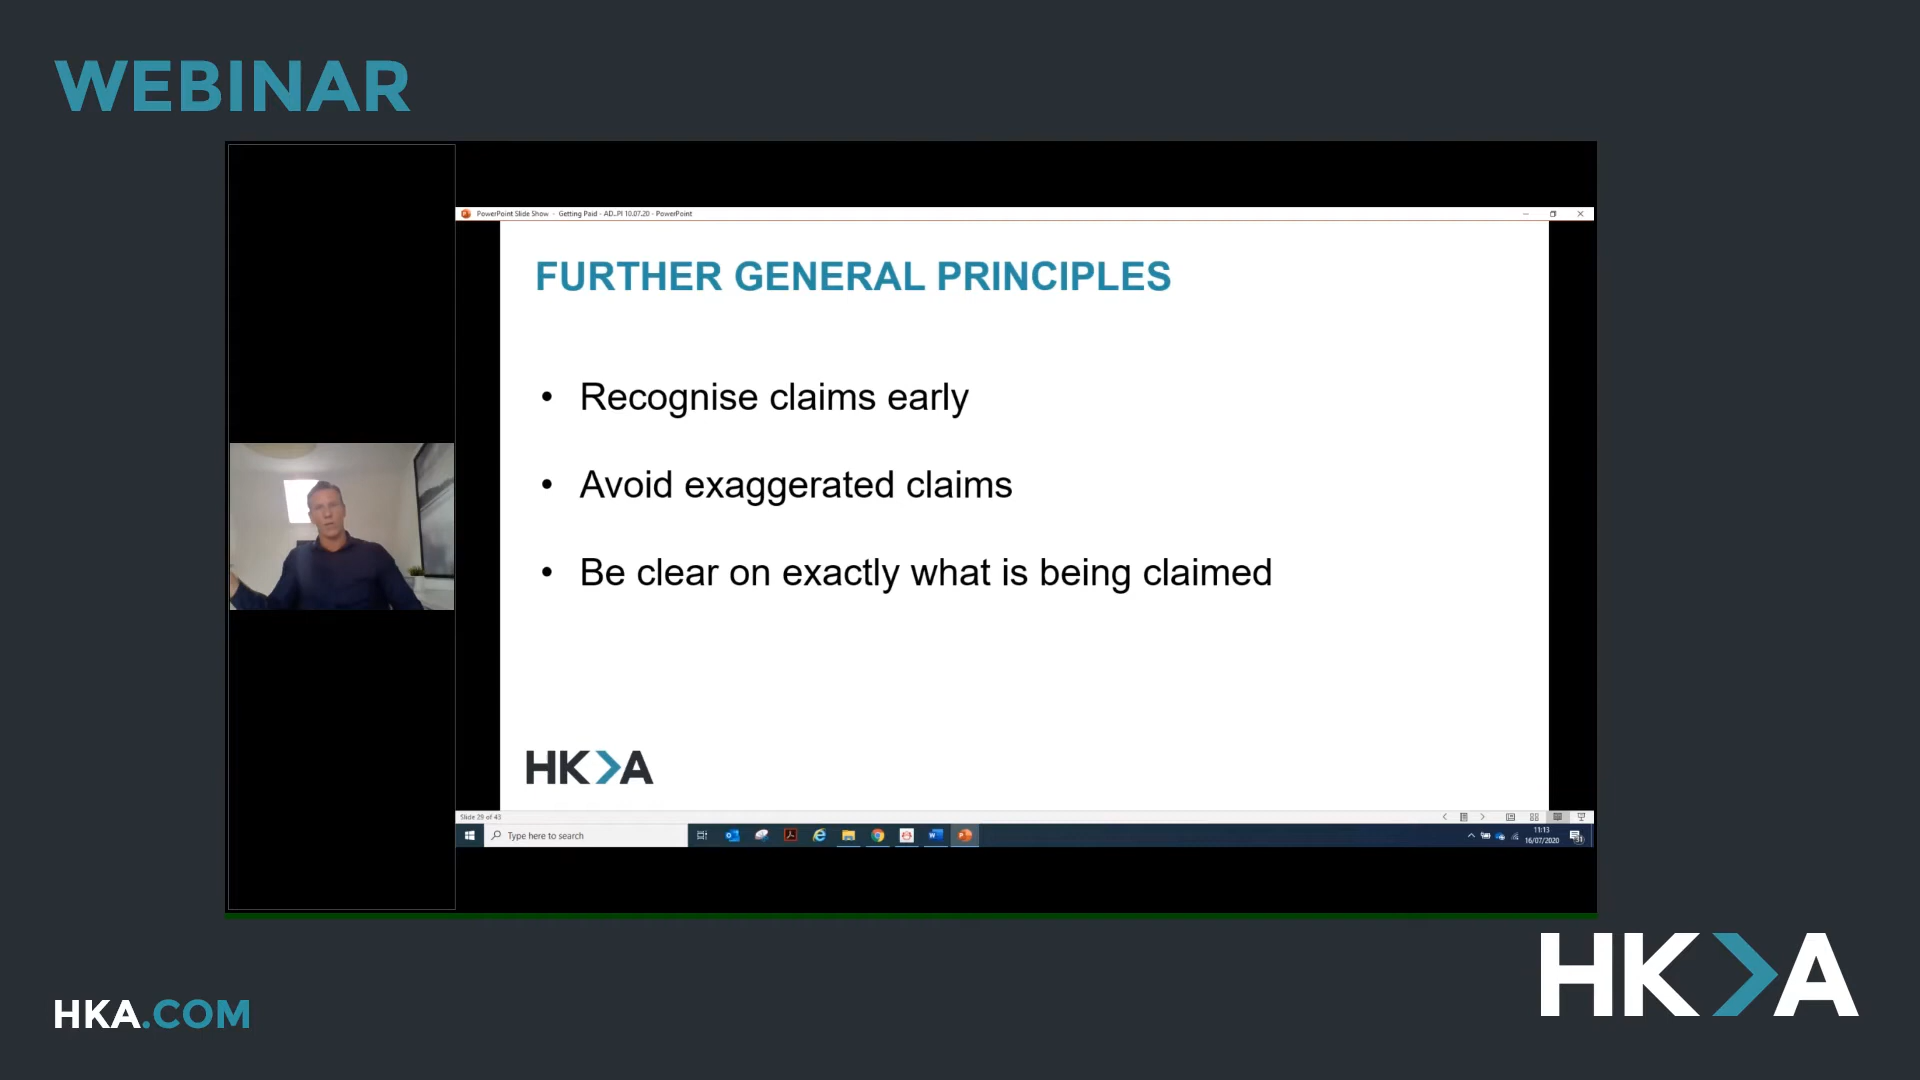 WEBINAR
PowerPoint Slide Show - Getting Paid - AD_PI 10.07.20 - PowerPoint
FURTHER GENERAL PRINCIPLES
• Recognise claims early
• Avoid exaggerated claims
• Be clear on exactly what is being claimed
HKA
Slide 29 of 43
Type here to search
11:13
16/07/2020
HKA
HKA.COM